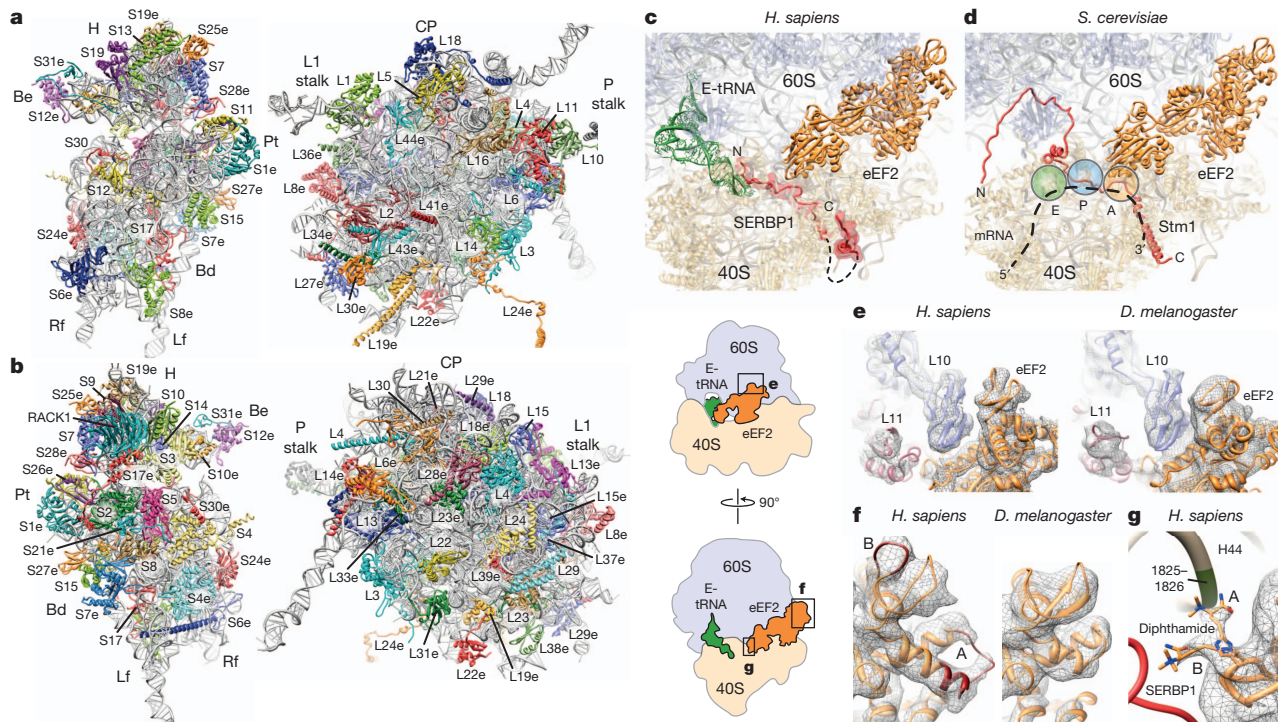 a
S19e
S13
H
S25e
S19
S7
S31e
Be
S12e
S28e
S11
S30
Pt
S12
S1e
S27e
S17
S15
S24e
S7e
S6e
Bd
S8e
Rf
Lf
CP
L18
L1
stalk
L1
L5
P
stalk
L4
L11
L44e
L16
L10
L36e
L8e
L2
L41e
L6
L34e
L43e
L14
L3
L27e
L30e
L24e
L22e
L19e
b
S19e
S9
H
S25e
S10
S14
RACK1
S31e
Be
S7
S12e
S28e
S3
S26e
S17e
S10e
Pt
S5
S30e
S2
S1e
S4
S21e
S8
S24e
S27e
S15
S4e
Bd
S7e
S6e
S17
Rf
Lf
CP
L21e
L30
L29e
L18
P
stalk
L18e
L15
L1
stalk
L4
L6e
L13e
L14e
L28e
L4
L15e
L13
L23e
L24
L8e
L22
L37e
L33e
L39e
L29
L3
L23
L24e
L31e
L29e
L38e
L22e
L19e
c
H. sapiens
60S
E-tRNA
N
eEF2
C
SERBP1
40S
d
S. cerevisiae
60S
eEF2
N
E
P
A
mRNA
Stm1
3′
5′
40S
C
60S
E-
tRNA
e
eEF2
40S
90°
60S
E-
tRNA
eEF2
f
g
40S
e
H. sapiens
D. melanogaster
L10
eEF2
L11
L10
eEF2
L11
f
H. sapiens
D. melanogaster
B
A
g
H. sapiens
H44
1825–
1826
A
Diphthamide
B
SERBP1